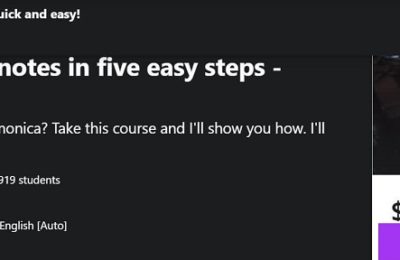 uick and easy!
notes in five easy steps -
monica? Take this course and I'll show you how. I'll
919 students
English [Auto]
$